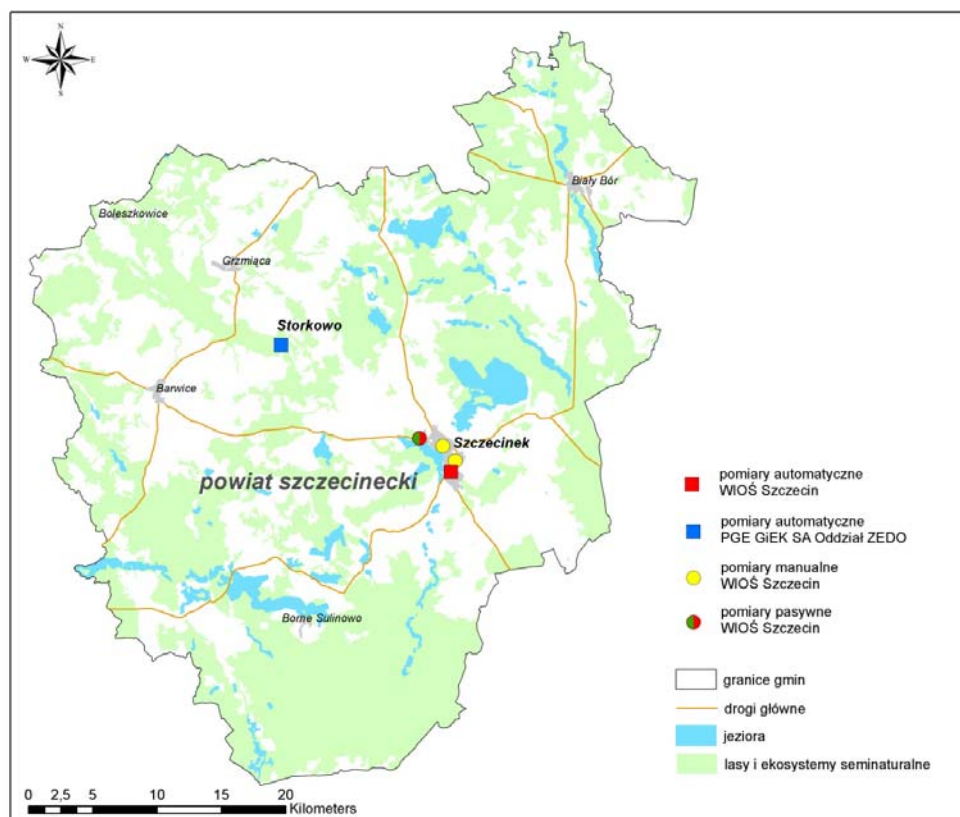 N
W E
S
Biały Bór
Boleszkowice
Grzmiąca
Storkowo
Barwice
Szczecinek
powiat szczecinecki
Borne Sulinowo
pomiary automatyczne
WIOŚ Szczecin
pomiary automatyczne
PGE GiEK SA Oddział ZEDO
pomiary manualne
WIOŚ Szczecin
pomiary pasywne
WIOŚ Szczecin
granice gmin
drogi główne
jeziora
lasy i ekosystemy seminaturalne
0 2,5 5 10 15 20
Kilometers